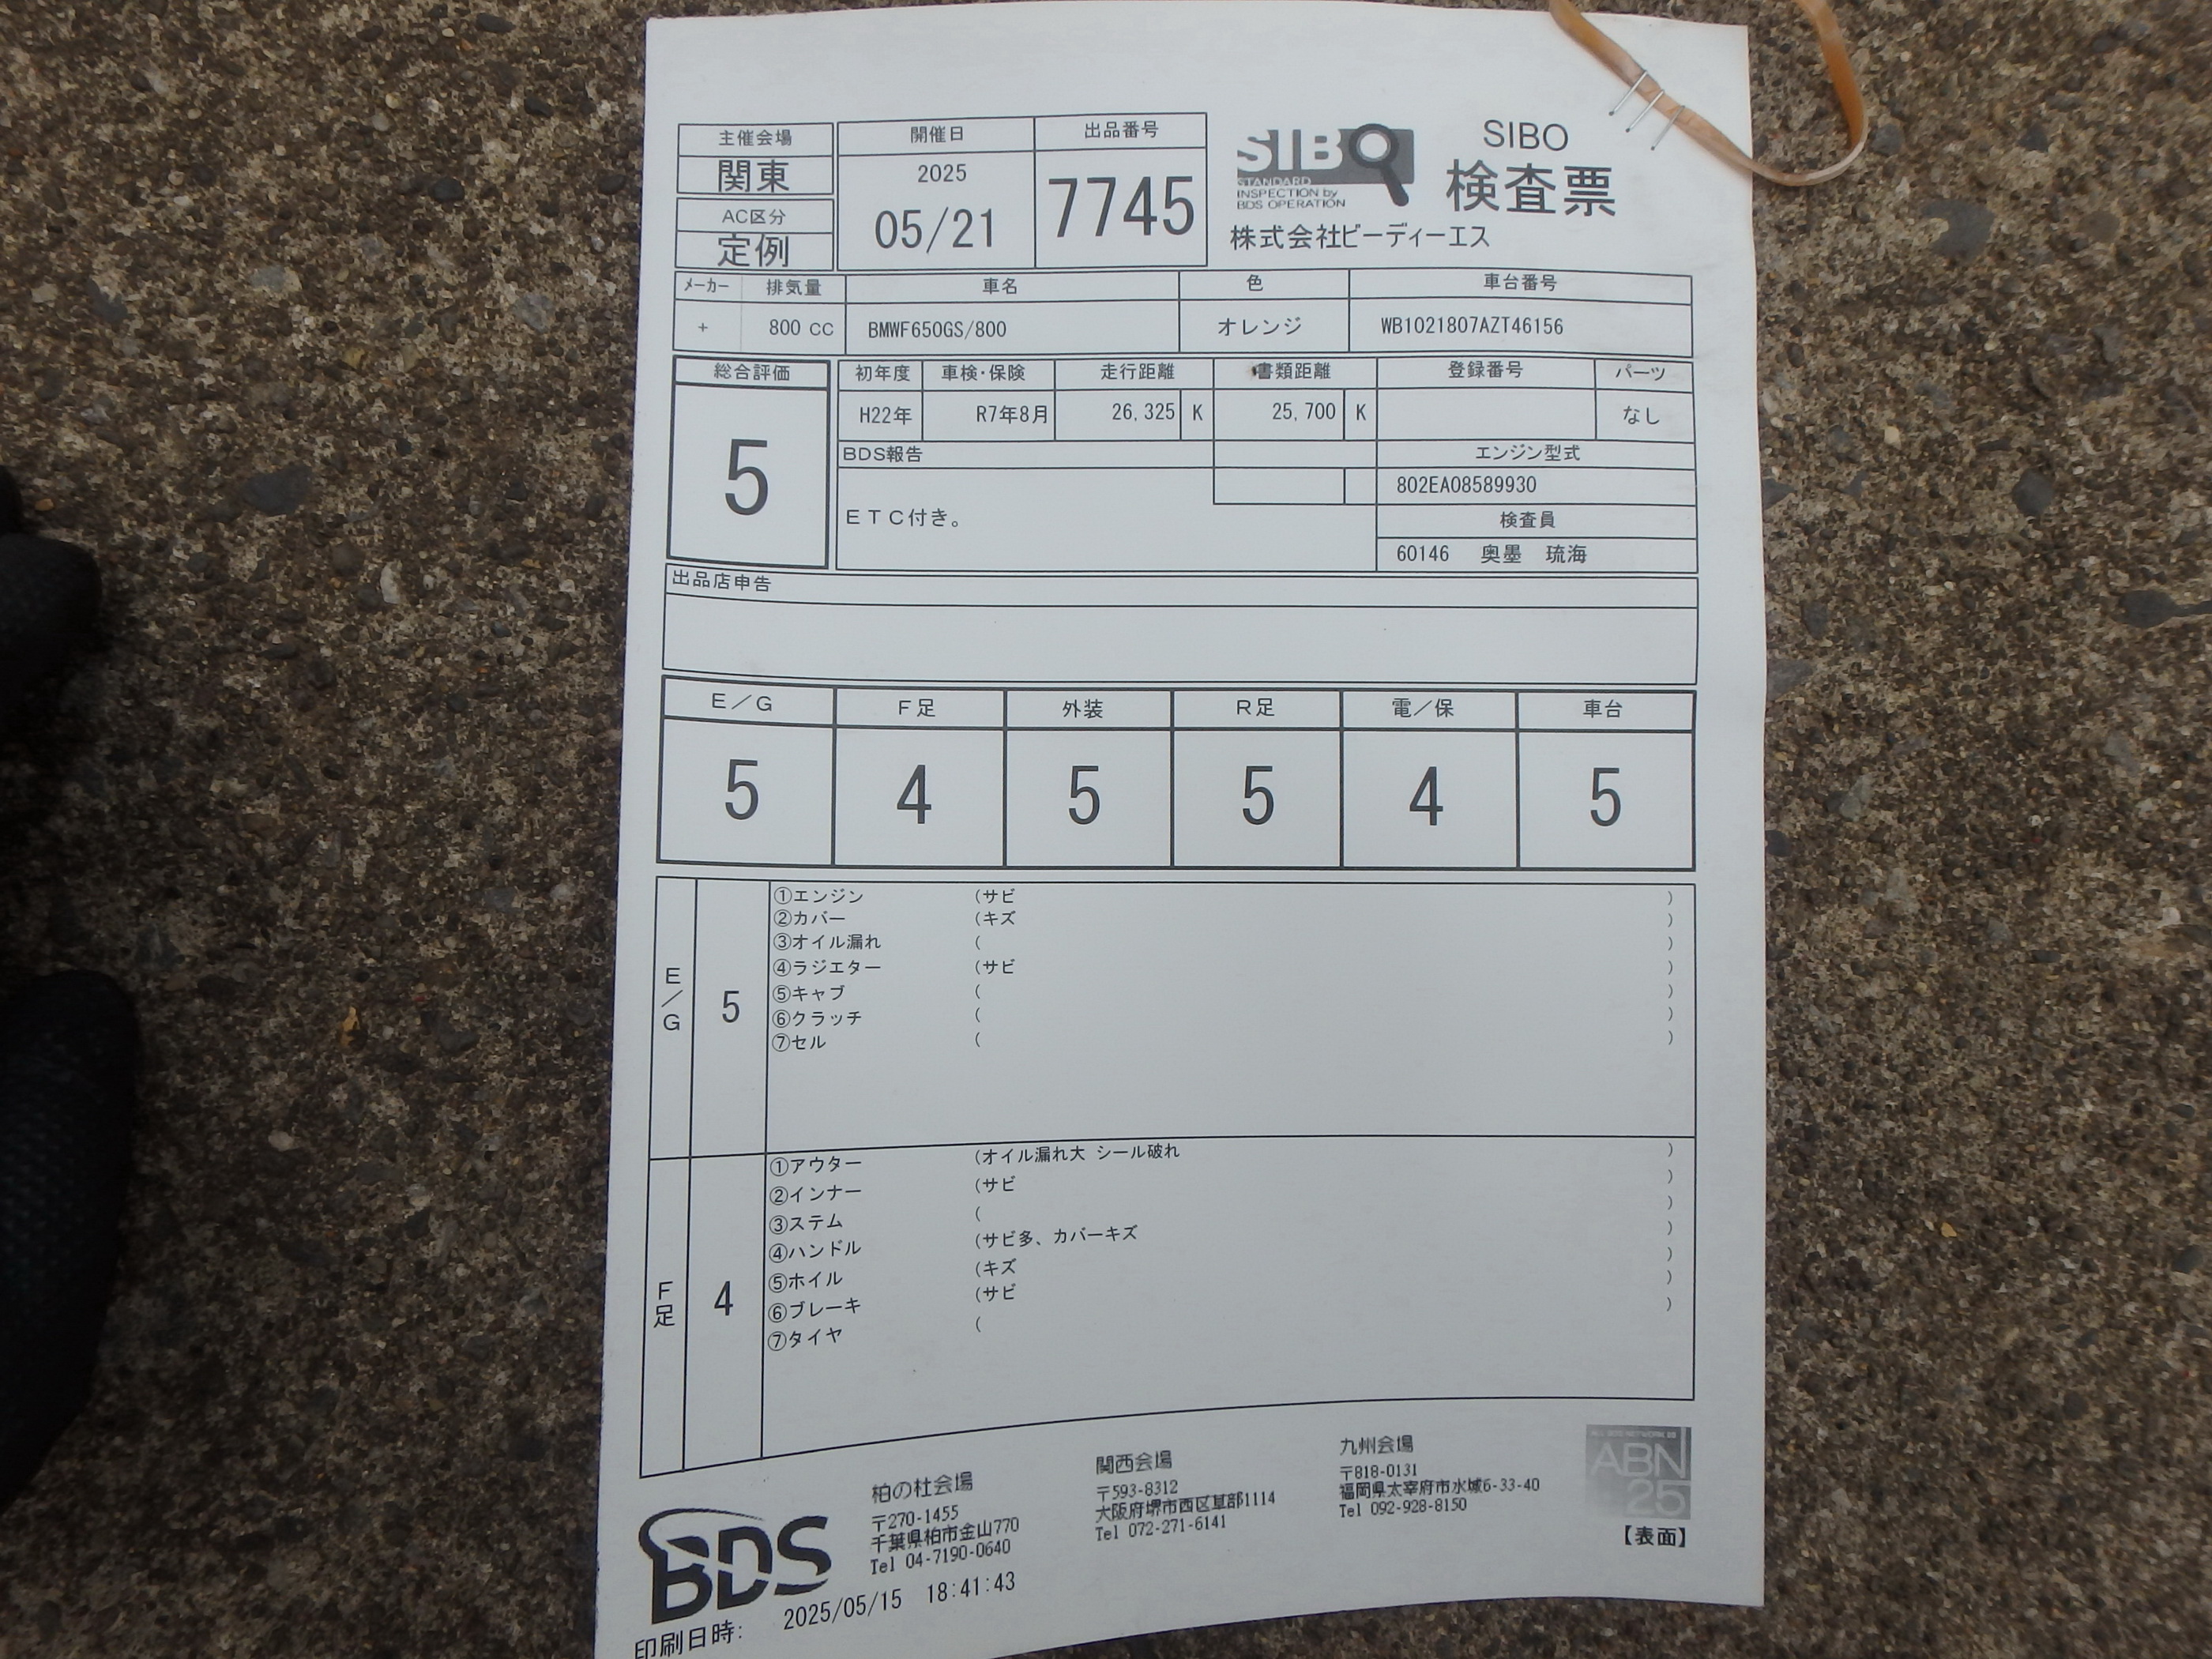 主催会場
関東
AC区分
定例
開催日
2025
05/21
出品番号
7745
SIBO
STANDARD
INSPECTION by
BDS OPERATION
SIBO
検査票
株式会社ビーディーエス
メーカー 排気量 車名 色 車台番号
+ 800 CC BMWF650GS/800 オレンジ WB1021807AZT46156
総合評価
5
初年度 車検・保険 走行距離 書類距離 登録番号 パーツ
H22年 R7年8月 26,325 K 25,700 K なし
BDS報告
ETC付き。
エンジン型式
802EA08589930
検査員
60146 奥墨 琉海
出品店申告
E/G F足 外装 R足 電/保 車台
5 4 5 5 4 5
E/G
5
①エンジン (サビ )
②カバー (キズ )
③オイル漏れ ( )
④ラジエター (サビ )
⑤キャブ ( )
⑥クラッチ ( )
⑦セル ( )
F足
4
①アウター (オイル漏れ大 シール破れ )
②インナー (サビ )
③ステム ( )
④ハンドル (サビ多、カバーキズ )
⑤ホイル (キズ )
⑥ブレーキ (サビ )
⑦タイヤ ( )
BDS
柏の杜会場
〒270-1455
千葉県柏市金山770
Tel 04-7190-0640
関西会場
〒593-8312
大阪府堺市西区草部1114
Tel 072-271-6141
九州会場
〒818-0131
福岡県太宰府市水城6-33-40
Tel 092-928-8150
ABN
25
【表面】
印刷日時: 2025/05/15 18:41:43